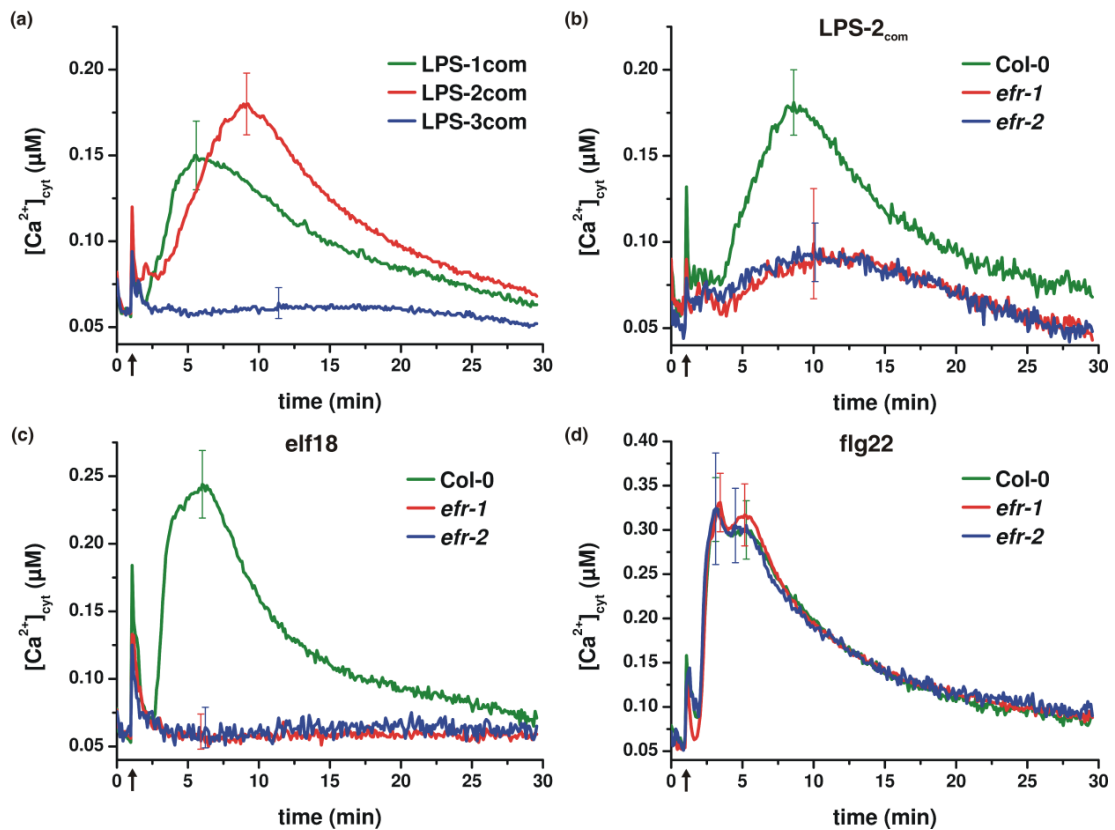 (a)
LPS-1com
LPS-2com
LPS-3com
[Ca²⁺]cyt (µM)
0.20
0.15
0.10
0.05
0 5 10 15 20 25 30
time (min)
(b)
LPS-2com
Col-0
efr-1
efr-2
[Ca²⁺]cyt (µM)
0.20
0.15
0.10
0.05
0 5 10 15 20 25 30
time (min)
(c)
elf18
Col-0
efr-1
efr-2
[Ca²⁺]cyt (µM)
0.25
0.20
0.15
0.10
0.05
0 5 10 15 20 25 30
time (min)
(d)
flg22
Col-0
efr-1
efr-2
[Ca²⁺]cyt (µM)
0.40
0.35
0.30
0.25
0.20
0.15
0.10
0.05
0 5 10 15 20 25 30
time (min)